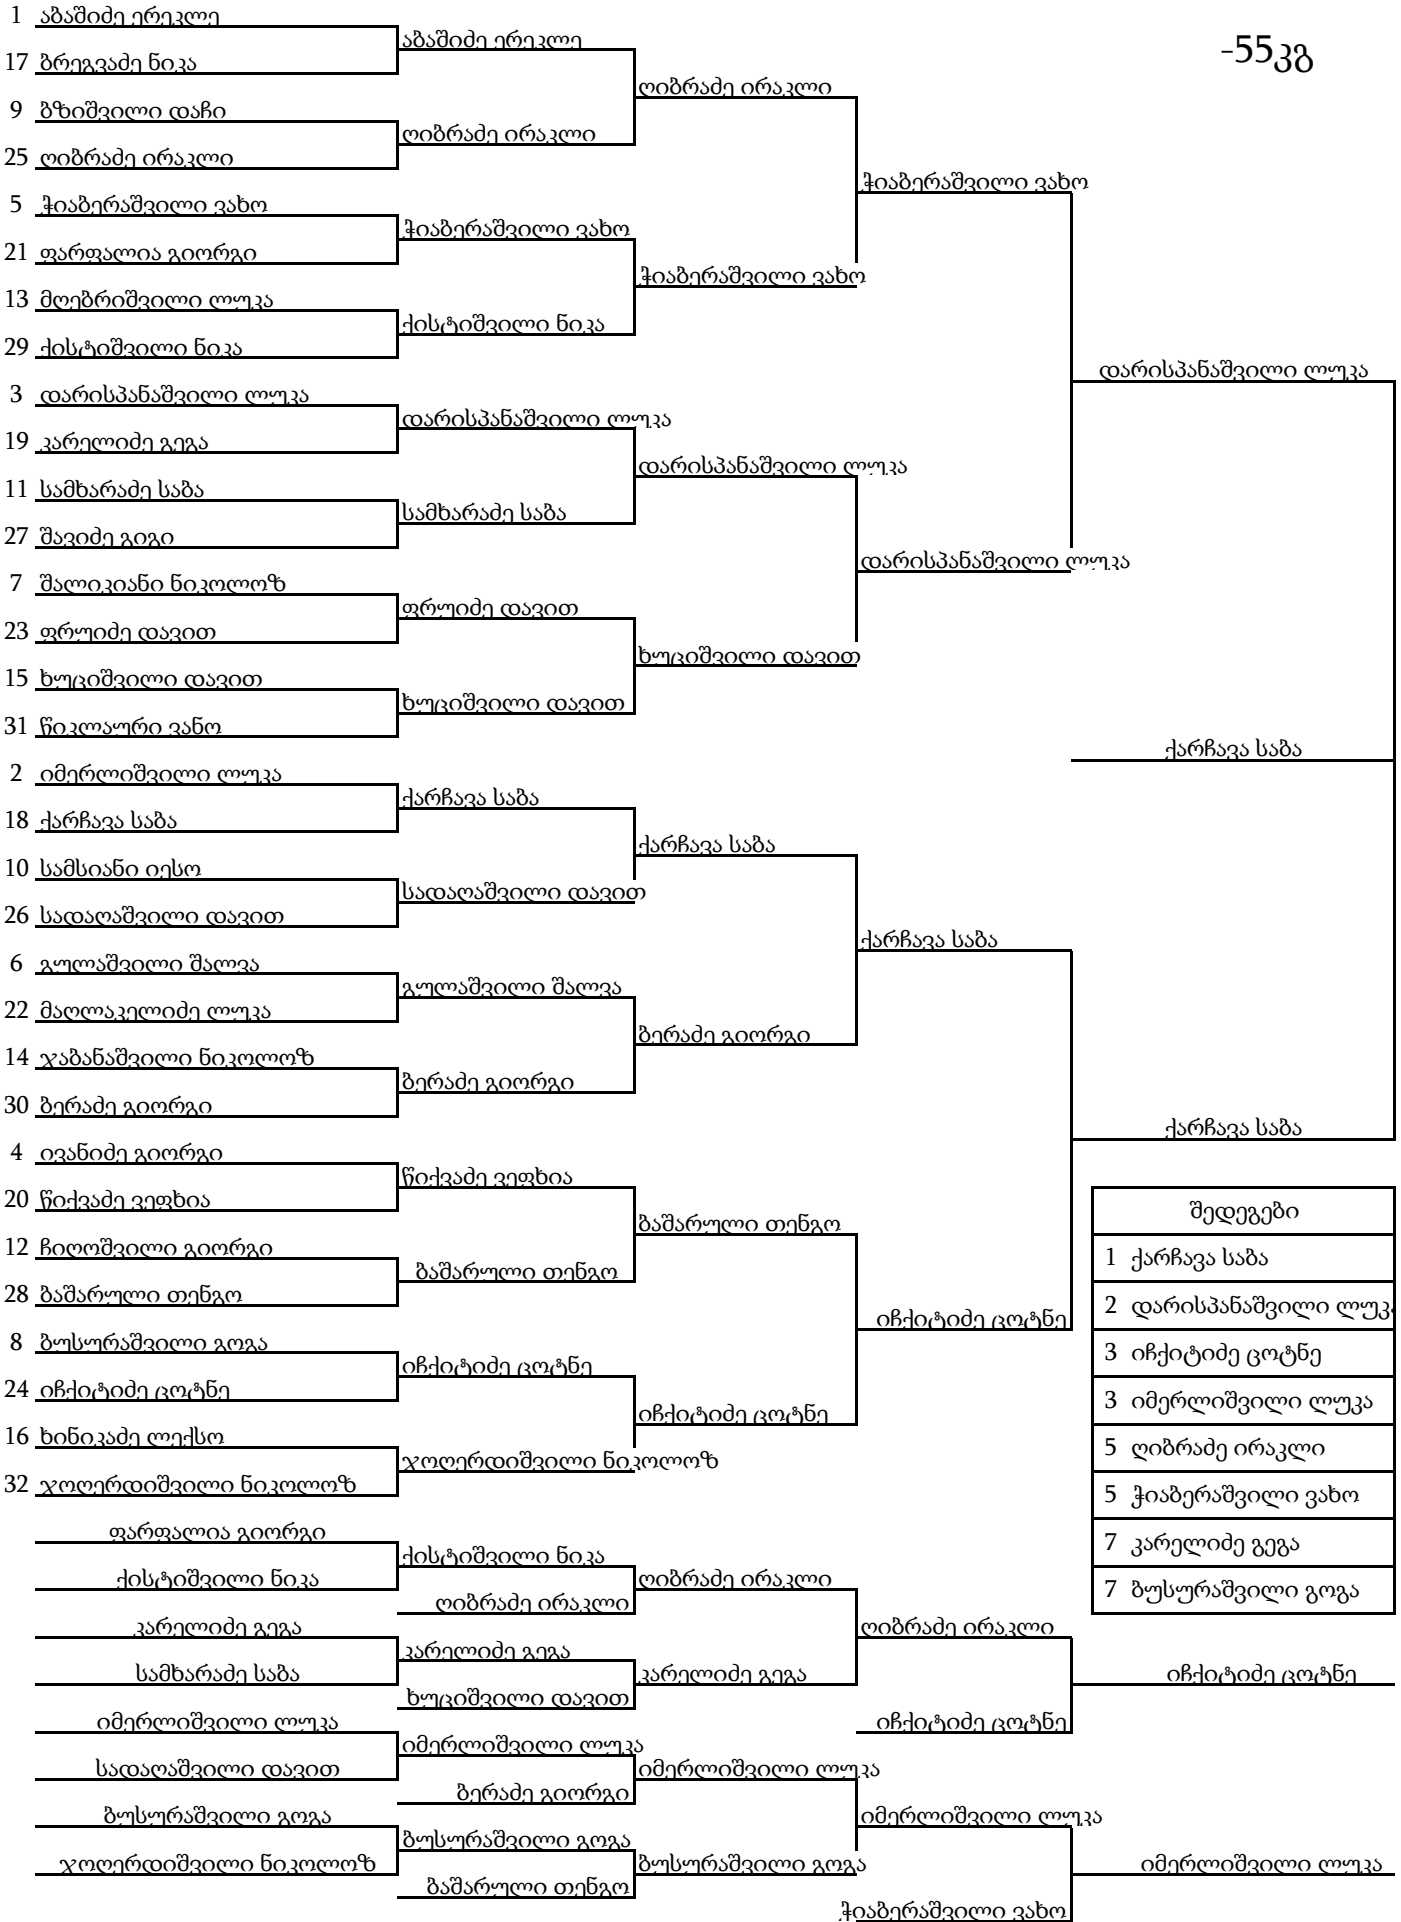 -55კგ
1 აბაშიძე ერეკლე
აბაშიძე ერეკლე
17 ბრეგვაძე ნიკა
ღიბრაძე ირაკლი
9 ბზიშვილი დაჩი
ღიბრაძე ირაკლი
25 ღიბრაძე ირაკლი
ჭიაბერაშვილი ვახო
5 ჭიაბერაშვილი ვახო
ჭიაბერაშვილი ვახო
21 ფარფალია გიორგი
ჭიაბერაშვილი ვახო
13 მღებრიშვილი ლუკა
ქისტიშვილი ნიკა
29 ქისტიშვილი ნიკა
დარისპანაშვილი ლუკა
3 დარისპანაშვილი ლუკა
დარისპანაშვილი ლუკა
19 კარელიძე გეგა
დარისპანაშვილი ლუკა
11 სამხარაძე საბა
სამხარაძე საბა
27 შავიძე გიგი
დარისპანაშვილი ლუკა
7 შალიკიანი ნიკოლოზ
ფრუიძე დავით
23 ფრუიძე დავით
ხუციშვილი დავით
15 ხუციშვილი დავით
ხუციშვილი დავით
31 წიკლაური ვანო
ქარჩავა საბა
2 იმერლიშვილი ლუკა
ქარჩავა საბა
18 ქარჩავა საბა
ქარჩავა საბა
10 სამსიანი იესო
სადაღაშვილი დავით
26 სადაღაშვილი დავით
ქარჩავა საბა
6 გულაშვილი შალვა
გულაშვილი შალვა
22 მაღლაკელიძე ლუკა
ბერაძე გიორგი
14 ჯაბანაშვილი ნიკოლოზ
ბერაძე გიორგი
30 ბერაძე გიორგი
ქარჩავა საბა
4 ივანიძე გიორგი
წიქვაძე ვეფხია
20 წიქვაძე ვეფხია
ბაშარული თენგო
12 ჩიღოშვილი გიორგი
ბაშარული თენგო
28 ბაშარული თენგო
იჩქიტიძე ცოტნე
8 ბუსურაშვილი გოგა
იჩქიტიძე ცოტნე
24 იჩქიტიძე ცოტნე
იჩქიტიძე ცოტნე
16 ხინიკაძე ლექსო
ჯოღერდიშვილი ნიკოლოზ
32 ჯოღერდიშვილი ნიკოლოზ
შედეგები
1 ქარჩავა საბა
2 დარისპანაშვილი ლუკა
3 იჩქიტიძე ცოტნე
3 იმერლიშვილი ლუკა
5 ღიბრაძე ირაკლი
5 ჭიაბერაშვილი ვახო
7 კარელიძე გეგა
7 ბუსურაშვილი გოგა
ფარფალია გიორგი
ქისტიშვილი ნიკა
ქისტიშვილი ნიკა
ღიბრაძე ირაკლი
ღიბრაძე ირაკლი
კარელიძე გეგა
ღიბრაძე ირაკლი
კარელიძე გეგა
სამხარაძე საბა
კარელიძე გეგა
იჩქიტიძე ცოტნე
ხუციშვილი დავით
იმერლიშვილი ლუკა
იჩქიტიძე ცოტნე
იმერლიშვილი ლუკა
სადაღაშვილი დავით
იმერლიშვილი ლუკა
ბერაძე გიორგი
ბუსურაშვილი გოგა
იმერლიშვილი ლუკა
ბუსურაშვილი გოგა
ჯოღერდიშვილი ნიკოლოზ
ბუსურაშვილი გოგა
იმერლიშვილი ლუკა
ბაშარული თენგო
ჭიაბერაშვილი ვახო